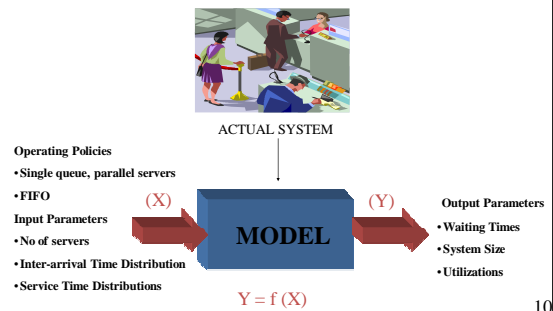 ACTUAL SYSTEM
Operating Policies
•Single queue, parallel servers
•FIFO
Input Parameters
•No of servers
•Inter-arrival Time Distribution
•Service Time Distributions
(X)
MODEL
(Y)
Output Parameters
•Waiting Times
•System Size
•Utilizations
Y = f (X)
10